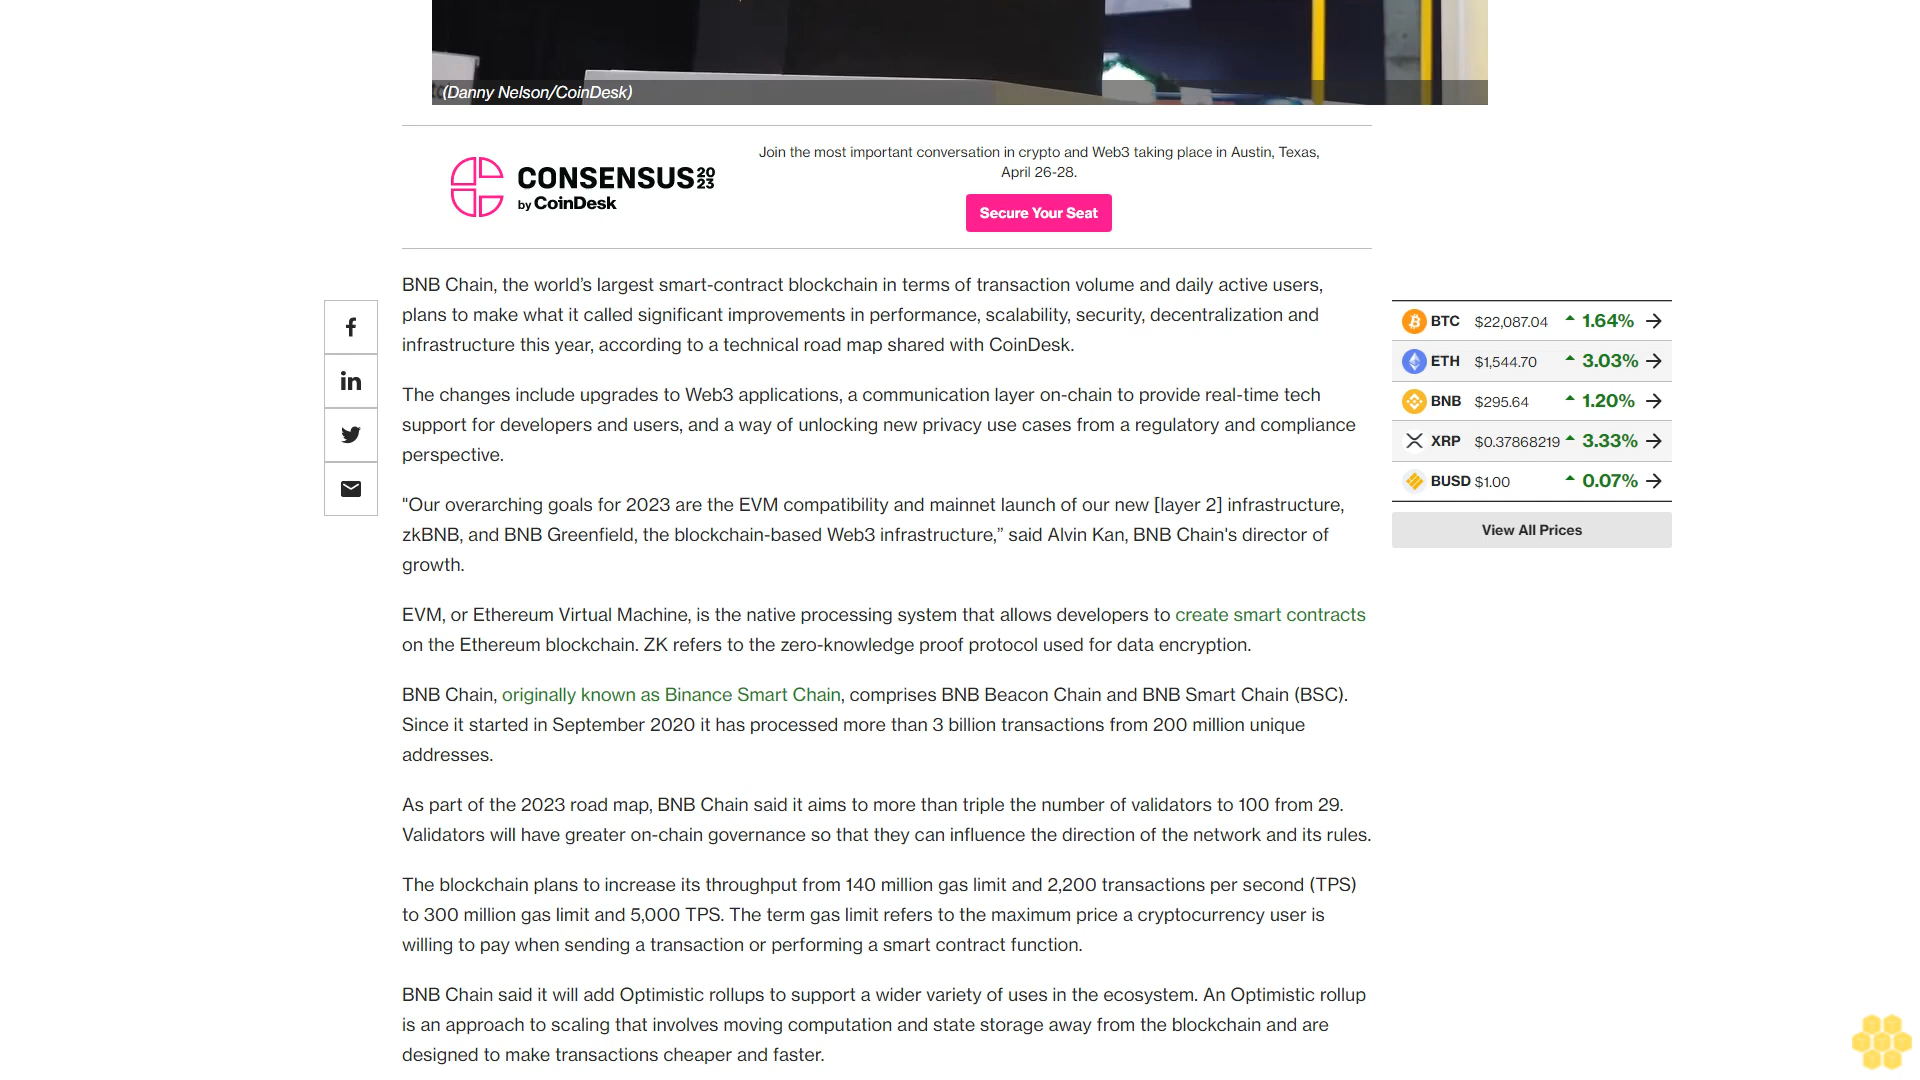 (Danny Nelson/CoinDesk)
CONSENSUS 2023
by CoinDesk
Join the most important conversation in crypto and Web3 taking place in Austin, Texas,
April 26-28.
Secure Your Seat
BNB Chain, the world’s largest smart-contract blockchain in terms of transaction volume and daily active users,
plans to make what it called significant improvements in performance, scalability, security, decentralization and
infrastructure this year, according to a technical road map shared with CoinDesk.
The changes include upgrades to Web3 applications, a communication layer on-chain to provide real-time tech
support for developers and users, and a way of unlocking new privacy use cases from a regulatory and compliance
perspective.
"Our overarching goals for 2023 are the EVM compatibility and mainnet launch of our new [layer 2] infrastructure,
zkBNB, and BNB Greenfield, the blockchain-based Web3 infrastructure,” said Alvin Kan, BNB Chain's director of
growth.
EVM, or Ethereum Virtual Machine, is the native processing system that allows developers to create smart contracts
on the Ethereum blockchain. ZK refers to the zero-knowledge proof protocol used for data encryption.
BNB Chain, originally known as Binance Smart Chain, comprises BNB Beacon Chain and BNB Smart Chain (BSC).
Since it started in September 2020 it has processed more than 3 billion transactions from 200 million unique
addresses.
As part of the 2023 road map, BNB Chain said it aims to more than triple the number of validators to 100 from 29.
Validators will have greater on-chain governance so that they can influence the direction of the network and its rules.
The blockchain plans to increase its throughput from 140 million gas limit and 2,200 transactions per second (TPS)
to 300 million gas limit and 5,000 TPS. The term gas limit refers to the maximum price a cryptocurrency user is
willing to pay when sending a transaction or performing a smart contract function.
BNB Chain said it will add Optimistic rollups to support a wider variety of uses in the ecosystem. An Optimistic rollup
is an approach to scaling that involves moving computation and state storage away from the blockchain and are
designed to make transactions cheaper and faster.
BTC $22,087.04 1.64%
ETH $1,544.70 3.03%
BNB $295.64 1.20%
XRP $0.37868219 3.33%
BUSD $1.00 0.07%
View All Prices